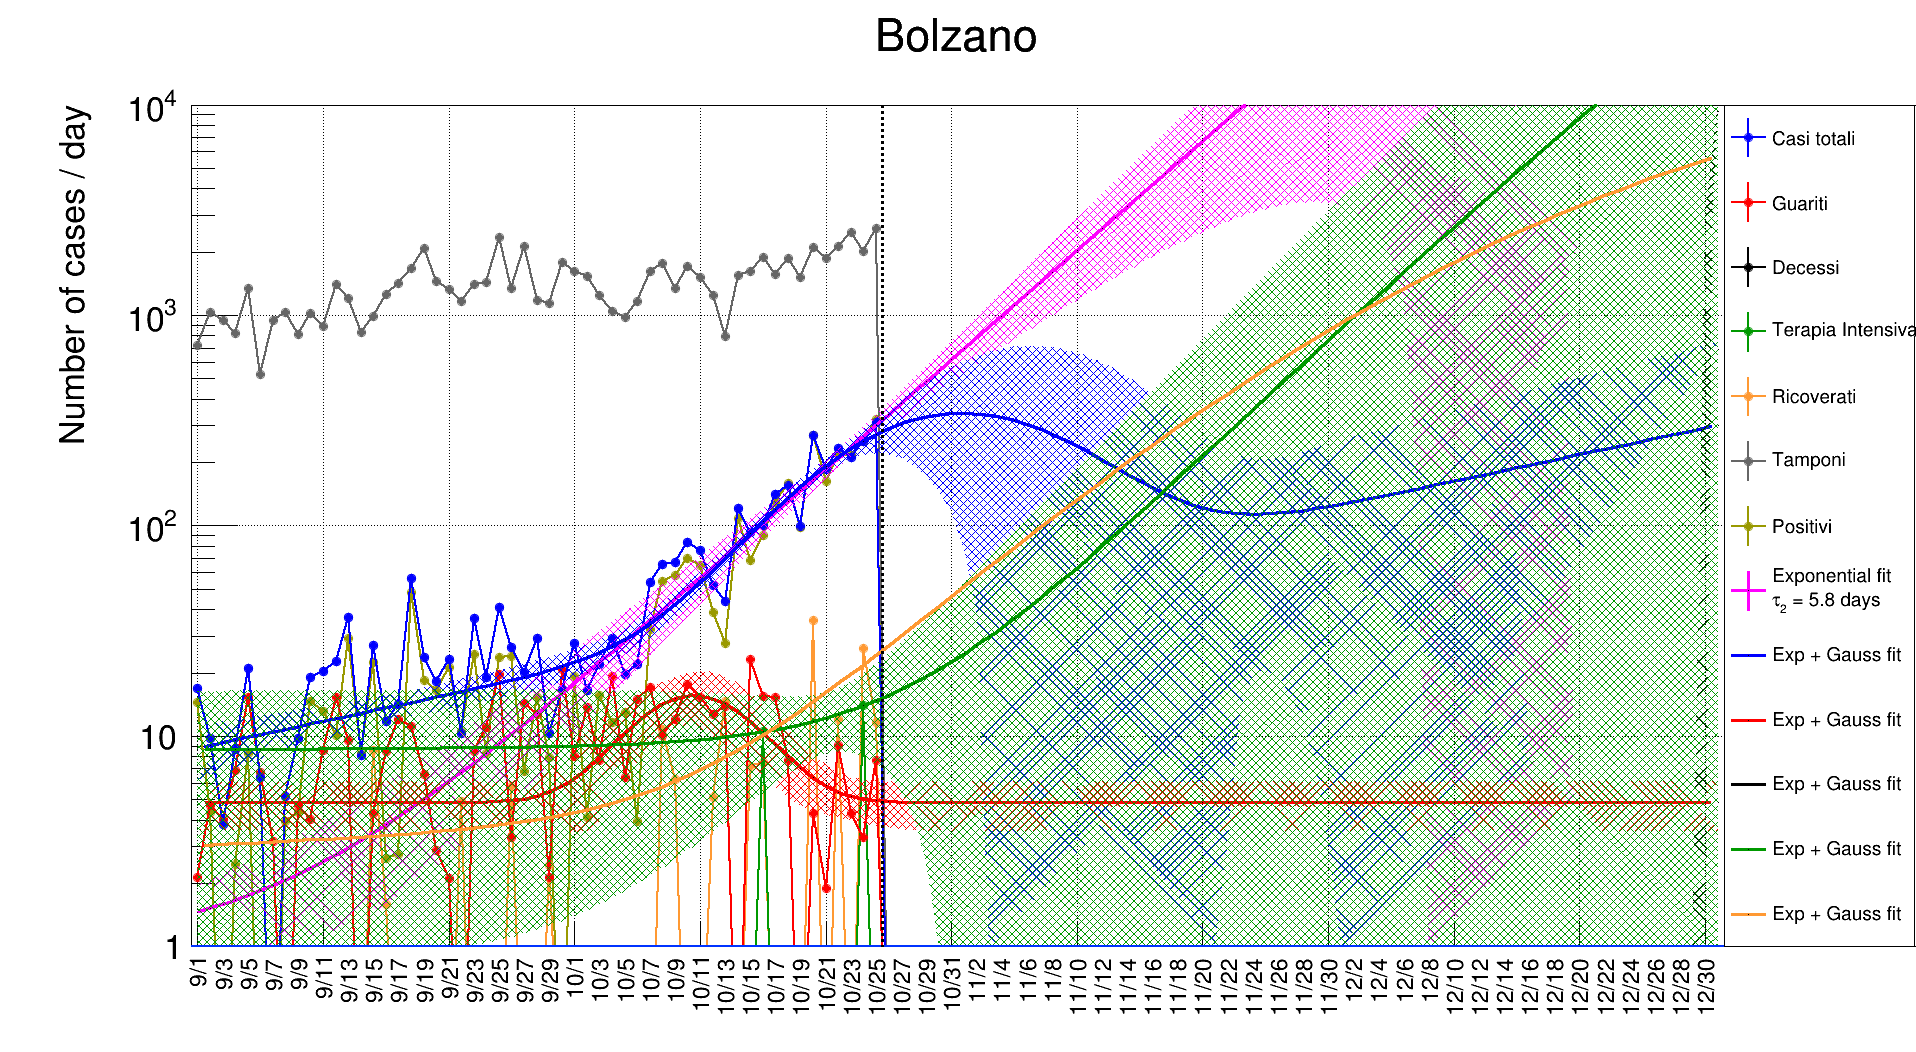 Bolzano
Number of cases / day
10⁴
10³
10²
10
1
9/1 9/3 9/5 9/7 9/9 9/11 9/13 9/15 9/17 9/19 9/21 9/23 9/25 9/27 9/29 10/1 10/3 10/5 10/7 10/9 10/11 10/13 10/15 10/17 10/19 10/21 10/23 10/25 10/27 10/29 10/31 11/2 11/4 11/6 11/8 11/10 11/12 11/14 11/16 11/18 11/20 11/22 11/24 11/26 11/28 11/30 12/2 12/4 12/6 12/8 12/10 12/12 12/14 12/16 12/18 12/20 12/22 12/24 12/26 12/28 12/30
Casi totali
Guariti
Decessi
Terapia Intensiva
Ricoverati
Tamponi
Positivi
Exponential fit
τ₂ = 5.8 days
Exp + Gauss fit
Exp + Gauss fit
Exp + Gauss fit
Exp + Gauss fit
Exp + Gauss fit